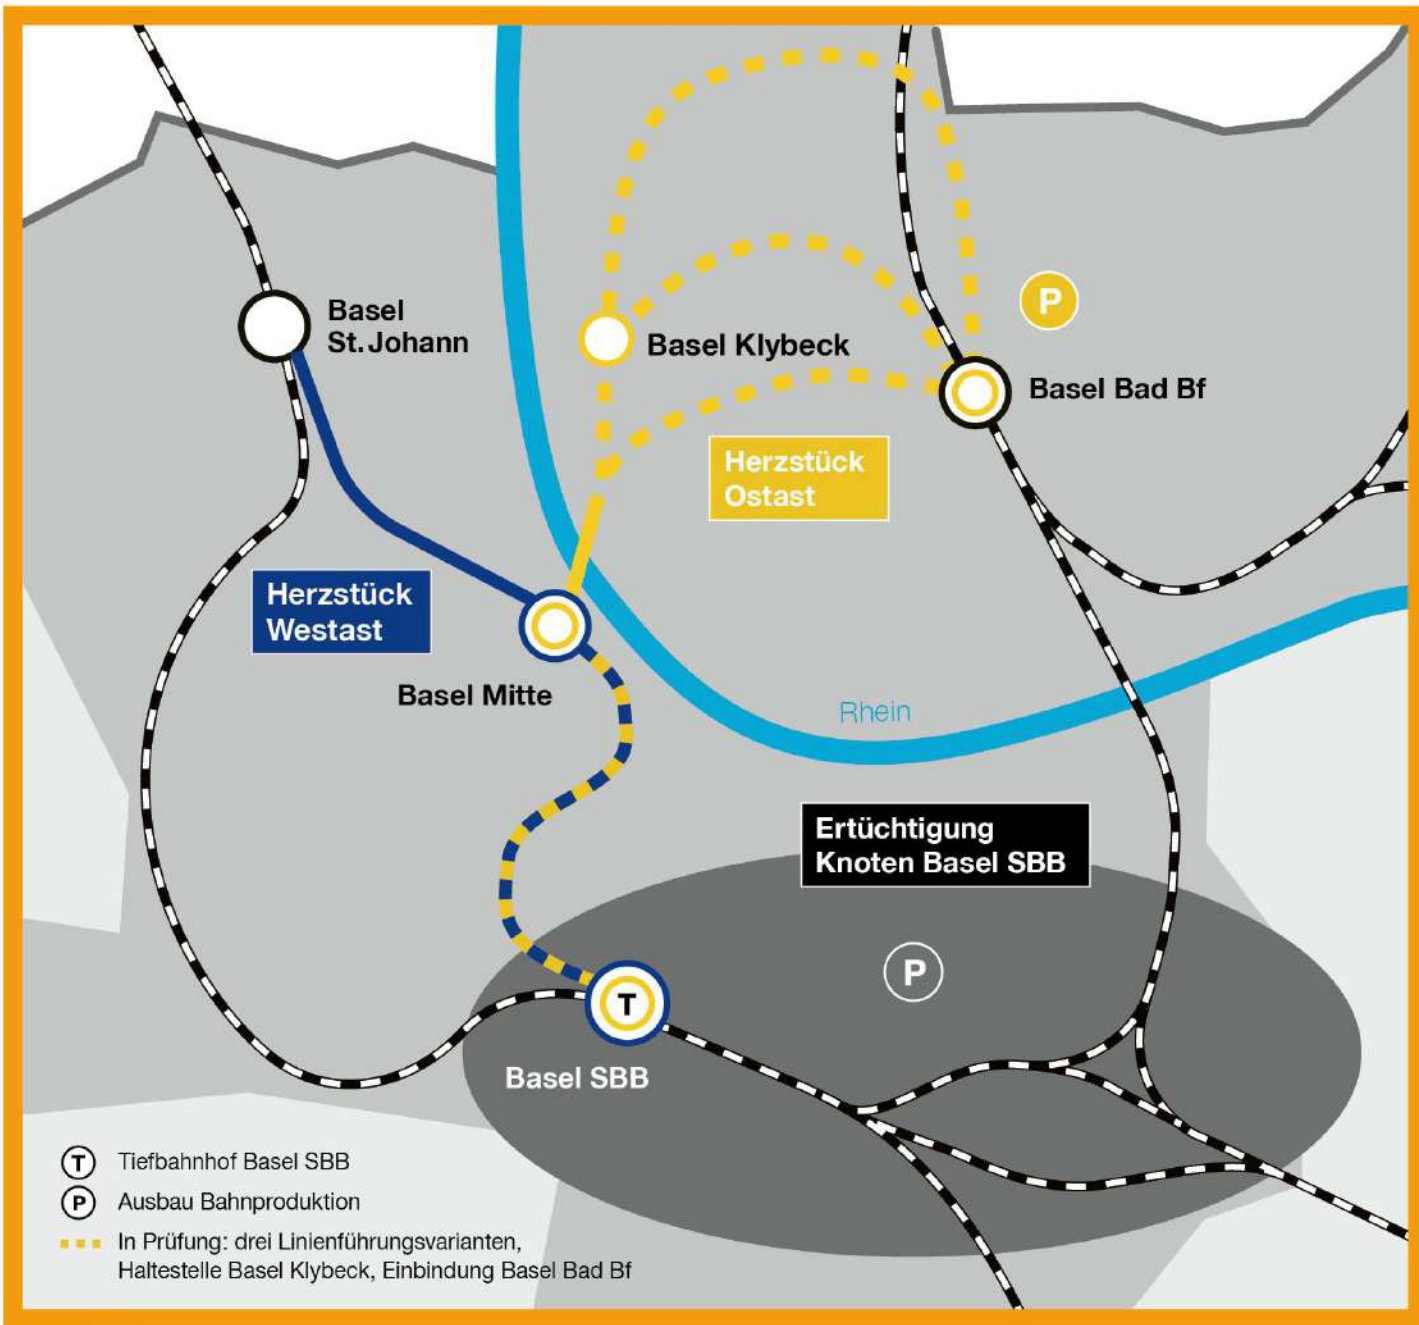 Basel
St. Johann
Basel Klybeck
P
Basel Bad Bf
Herzstück
Ostast
Herzstück
Westast
Basel Mitte
Rhein
Ertüchtigung
Knoten Basel SBB
P
T
Basel SBB
T Tiefbahnhof Basel SBB
P Ausbau Bahnproduktion
In Prüfung: drei Linienführungsvarianten,
Haltestelle Basel Klybeck, Einbindung Basel Bad Bf